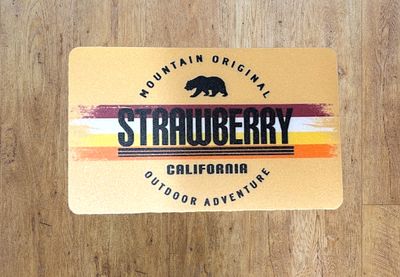 MOUNTAIN ORIGINAL
STRAWBERRY
CALIFORNIA
OUTDOOR ADVENTURE